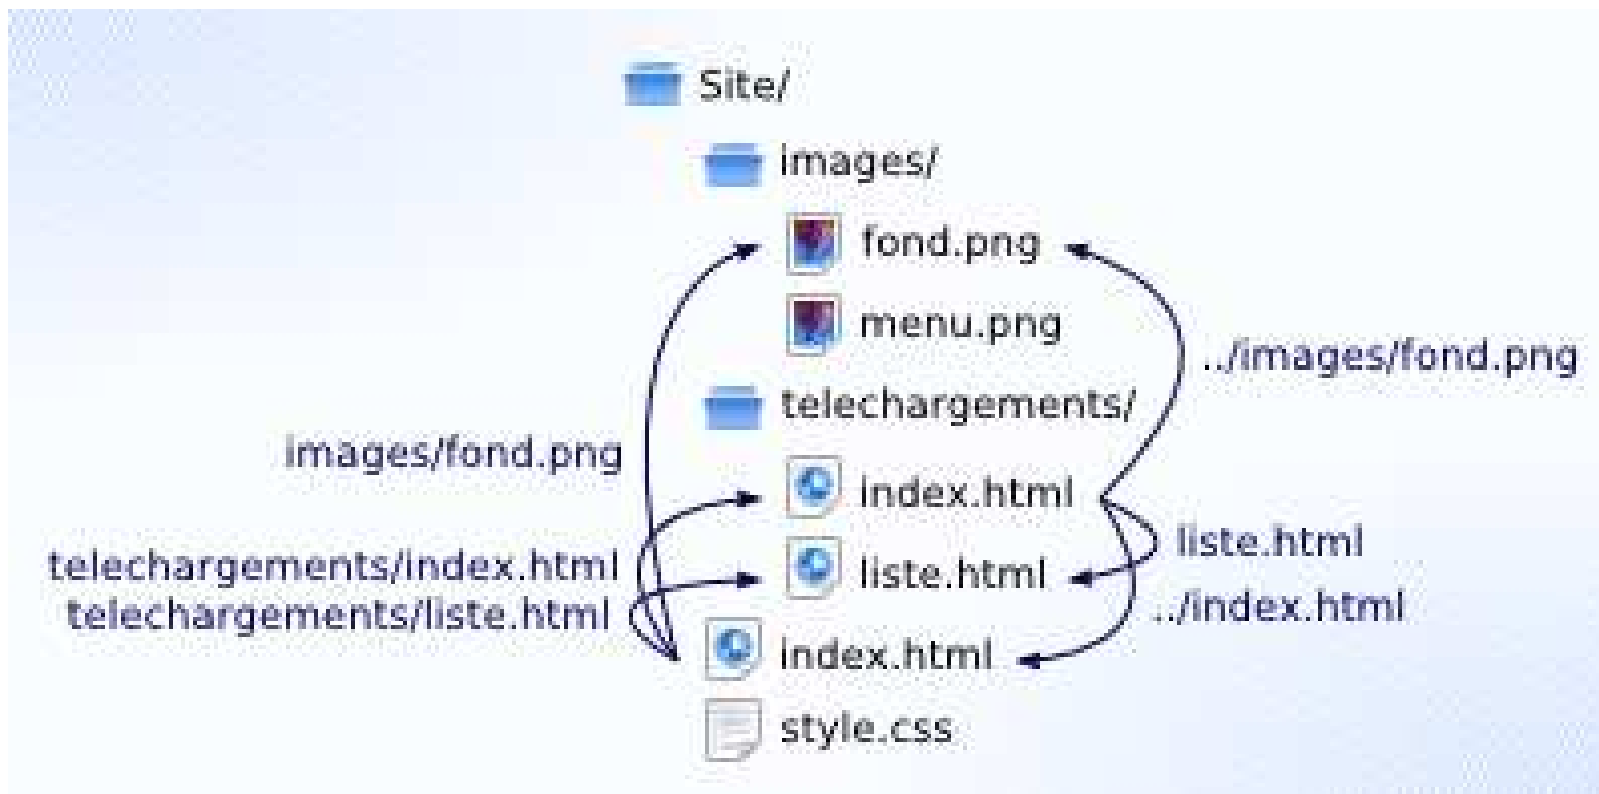 Site/
images/
fond.png
menu.png
../images/fond.png
telechargements/
images/fond.png
index.html
liste.html
telechargements/index.html
liste.html
telechargements/liste.html
../index.html
index.html
style.css